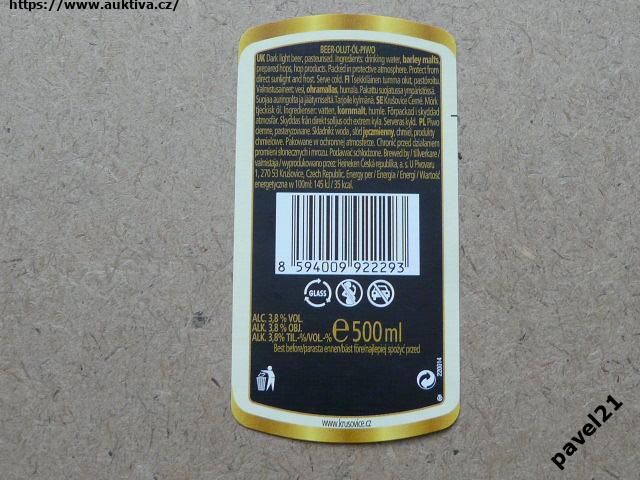 https://www.auktiva.cz/
BEER-OLUT-ÖL-PIWO
UK Dark light beer, pasteurised. Ingredients: drinking water, barley malts,
prepared hops, hop products. Packed in protective atmosphere. Protect from
direct sunlight and frost. Serve cold. FI Tsekkiläinen tumma olut, pastöroitu.
Valmistusaineet: vesi, ohramallas, humala. Pakattu suojatussa ympäristössä.
Suojaa auringolta ja jäätymiseltä. Tarjoile kylmänä. SE Krušovice Černé. Mörk
tjeckisk öl. Ingredienser: vatten, kornmalt, humle. Förpackad i skyddad
atmosfär. Skyddas från direkt solljus och extrem kyla. Serveras kyld. PL Piwo
ciemne, pasteryzowane. Składniki: woda, słód jęczmienny, chmiel, produkty
chmielowe. Pakowane w ochronnej atmosferze. Chronić przed działaniem
promieni słonecznych i mrozu. Podawać schłodzone. Brewed by / tillverkare /
valmistaja / wyprodukowano przez: Heineken Česká republika, a. s. U Pivovaru
1, 270 53 Krušovice, Czech Republic. Energy per / Energia / Energi / Wartość
energetyczna w 100ml: 145 kJ / 35 kcal.
8 594009 922293
GLASS
ALC. 3,8 % VOL.
ALK. 3,8 % OBJ.
ALK. 3,8% TIL.-%/VOL.-% e 500 ml
Best before/parasta ennen/bäst före/najlepiej spożyć przed
220014
www.krusovice.cz
pavel21